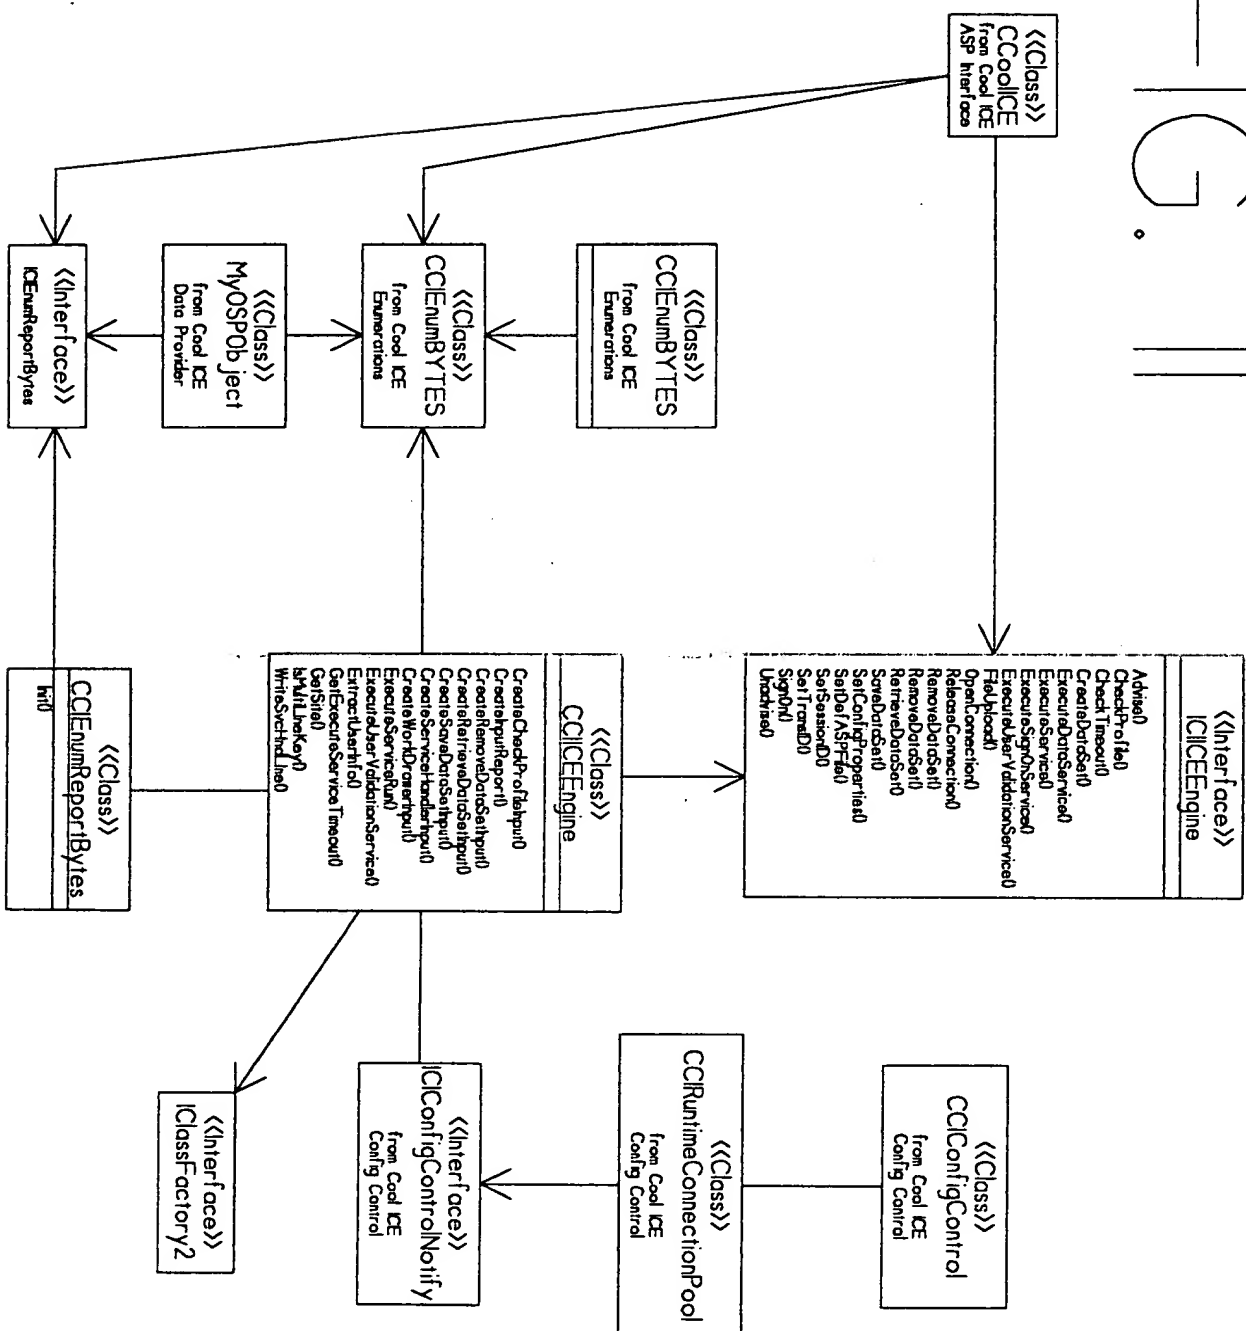 G.
<<Interface>>
ICIICEEngine
Advise()
CheckProfile()
CheckTimeout()
CreateDataSet()
ExecuteDataService()
ExecuteService()
ExecuteSignOnService()
ExecuteUserValidationService()
FileUpload()
OpenConnection()
ReleaseConnection()
RemoveDataSet()
RemoveDataSet()
RetrieveDataSet()
SaveDataSet()
SetConfigProperties()
SetDefASPFile()
SetSessionID()
SetTransID()
SignOn()
Unadvise()
<<Class>>
CCoolICE
from Cool ICE
ASP Interface
<<Class>>
CCIConfigControl
from Cool ICE
Config Control
<<Class>>
CCIEnumBYTES
from Cool ICE
Enumerations
<<Class>>
CCIICEEngine
CreateCheckProfileInput()
CreateInputReport()
CreateRemoveDataSetInput()
CreateRetrieveDataSetInput()
CreateSaveDataSetInput()
CreateServiceHandlerInput()
CreateWorkDrawerInput()
ExecuteServiceRun()
ExecuteUserValidationService()
ExtractUserInfo()
GetExecuteServiceTimeout()
GetSite()
IsMultiLineKey()
WriteSvcHndLine()
<<Class>>
CCIRuntimeConnectionPool
from Cool ICE
Config Control
<<Class>>
CCIEnumBYTES
from Cool ICE
Enumerations
<<Interface>>
ICIConfigControlNotify
from Cool ICE
Config Control
<<Class>>
MyOSPObject
from Cool ICE
Data Provider
<<Interface>>
IClassFactory2
<<Interface>>
ICIEnumReportBytes
<<Class>>
CCIEnumReportBytes
Init()